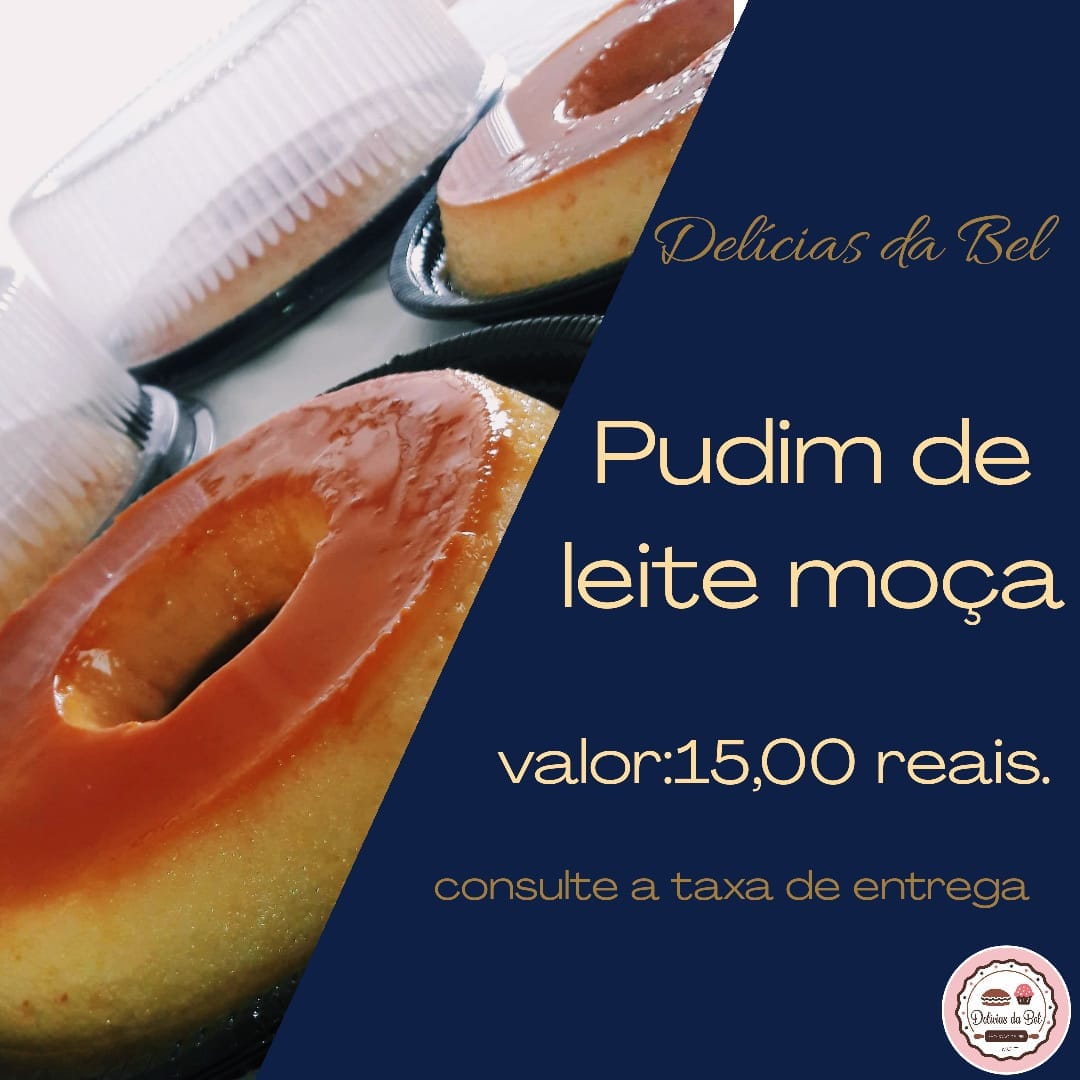 Delícias da Bel
Pudim de
leite moça
valor:15,00 reais.
consulte a taxa de entrega
Delícias da Bel